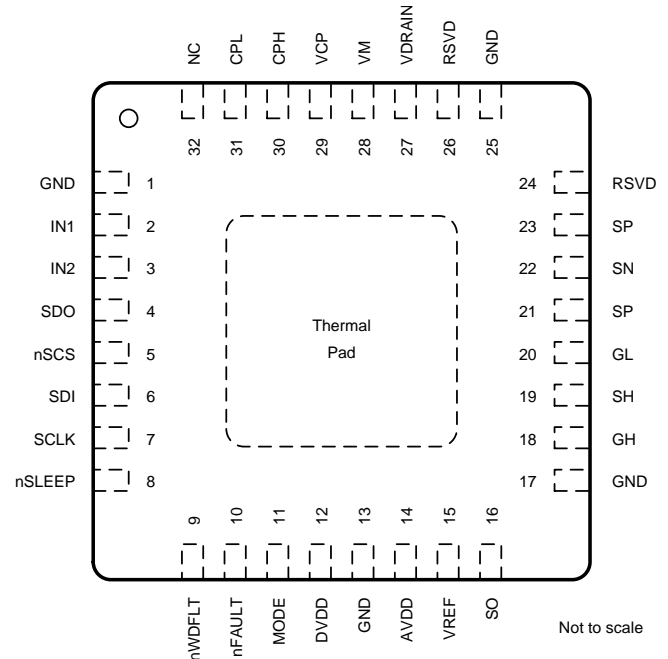 NC
CPL
CPH
VCP
VM
VDRAIN
RSVD
GND
32
31
30
29
28
27
26
25
GND 1
IN1 2
IN2 3
SDO 4
nSCS 5
SDI 6
SCLK 7
nSLEEP 8
24 RSVD
23 SP
22 SN
21 SP
20 GL
19 SH
18 GH
17 GND
Thermal
Pad
9
10
11
12
13
14
15
16
nWDFLT
nFAULT
MODE
DVDD
GND
AVDD
VREF
SO
Not to scale